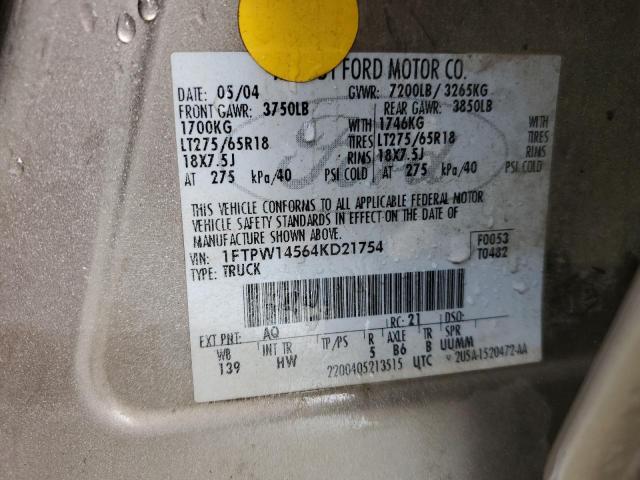 FORD MOTOR CO.
DATE: 05/04 GVWR: 7200LB/3265KG
FRONT GAWR: 3750LB REAR GAWR: 3850LB
1700KG WITH 1746KG WITH
LT275/65R18 TIRES LT275/65R18 TIRES
18X7.5J RIMS 18X7.5J RIMS
AT 275 kPa/40 PSI COLD AT 275 kPa/40 PSI COLD
THIS VEHICLE CONFORMS TO ALL APPLICABLE FEDERAL MOTOR
VEHICLE SAFETY STANDARDS IN EFFECT ON THE DATE OF
MANUFACTURE SHOWN ABOVE.
VIN: 1FTPW14564KD21754 F0053
TYPE: TRUCK T0482
EXT PNT: AQ RC: 21 DSO:
WB INT TR TP/PS R AXLE TR SPR
139 HW 5 B6 B UUMM
2200405213515 UTC v 2U5A-1520472-AA
Ford